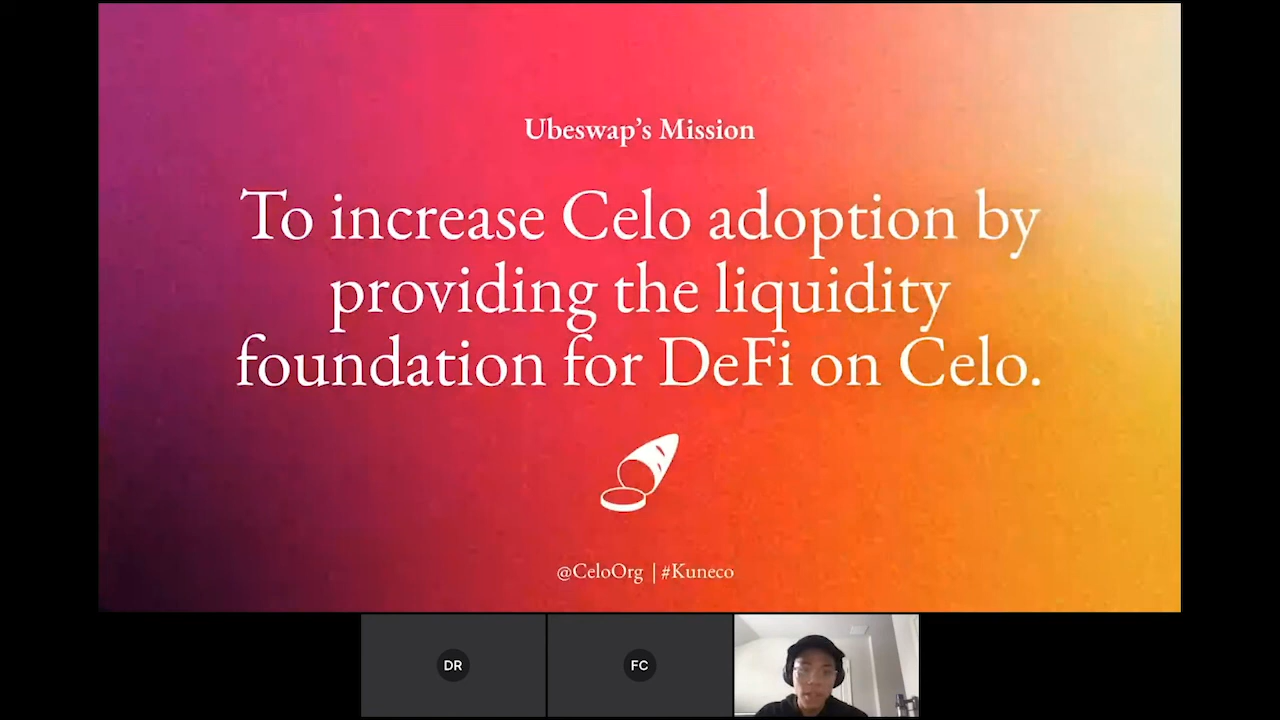 Ubeswap’s Mission
To increase Celo adoption by
providing the liquidity
foundation for DeFi on Celo.
@CeloOrg | #Kuneco
DR
FC